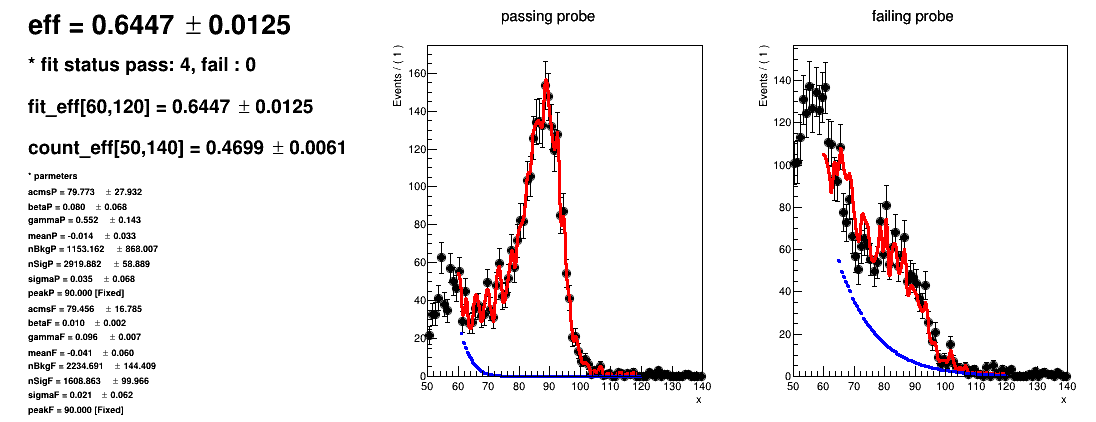 eff = 0.6447 ± 0.0125
* fit status pass: 4, fail : 0
fit_eff[60,120] = 0.6447 ± 0.0125
count_eff[50,140] = 0.4699 ± 0.0061
* parmeters
acmsP = 79.773 ± 27.932
betaP = 0.080 ± 0.068
gammaP = 0.552 ± 0.143
meanP = -0.014 ± 0.033
nBkgP = 1153.162 ± 868.007
nSigP = 2919.882 ± 58.889
sigmaP = 0.035 ± 0.068
peakP = 90.000 [Fixed]
acmsF = 79.456 ± 16.785
betaF = 0.010 ± 0.002
gammaF = 0.096 ± 0.007
meanF = -0.041 ± 0.060
nBkgF = 2234.691 ± 144.409
nSigF = 1608.863 ± 99.966
sigmaF = 0.021 ± 0.062
peakF = 90.000 [Fixed]
passing probe
Events / ( 1 )
160
140
120
100
80
60
40
20
0
50 60 70 80 90 100 110 120 130 140
x
failing probe
Events / ( 1 )
140
120
100
80
60
40
20
0
50 60 70 80 90 100 110 120 130 140
x